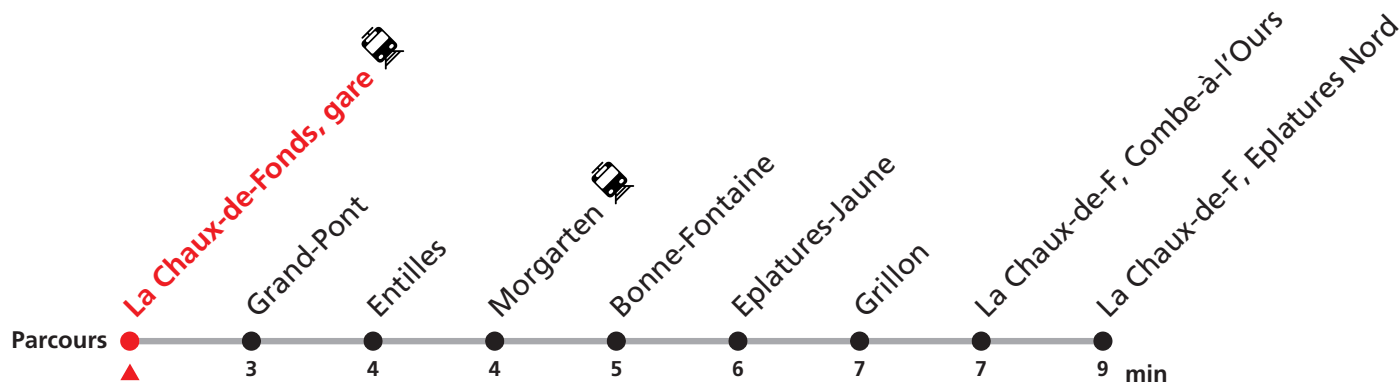 La Chaux-de-Fonds, gare
Grand-Pont
Entilles
Morgarten
Bonne-Fontaine
Eplatures-Jaune
Grillon
La Chaux-de-F, Combe-à-l'Ours
La Chaux-de-F, Eplatures Nord
Parcours
3 4 4 5 6 7 7 9 min